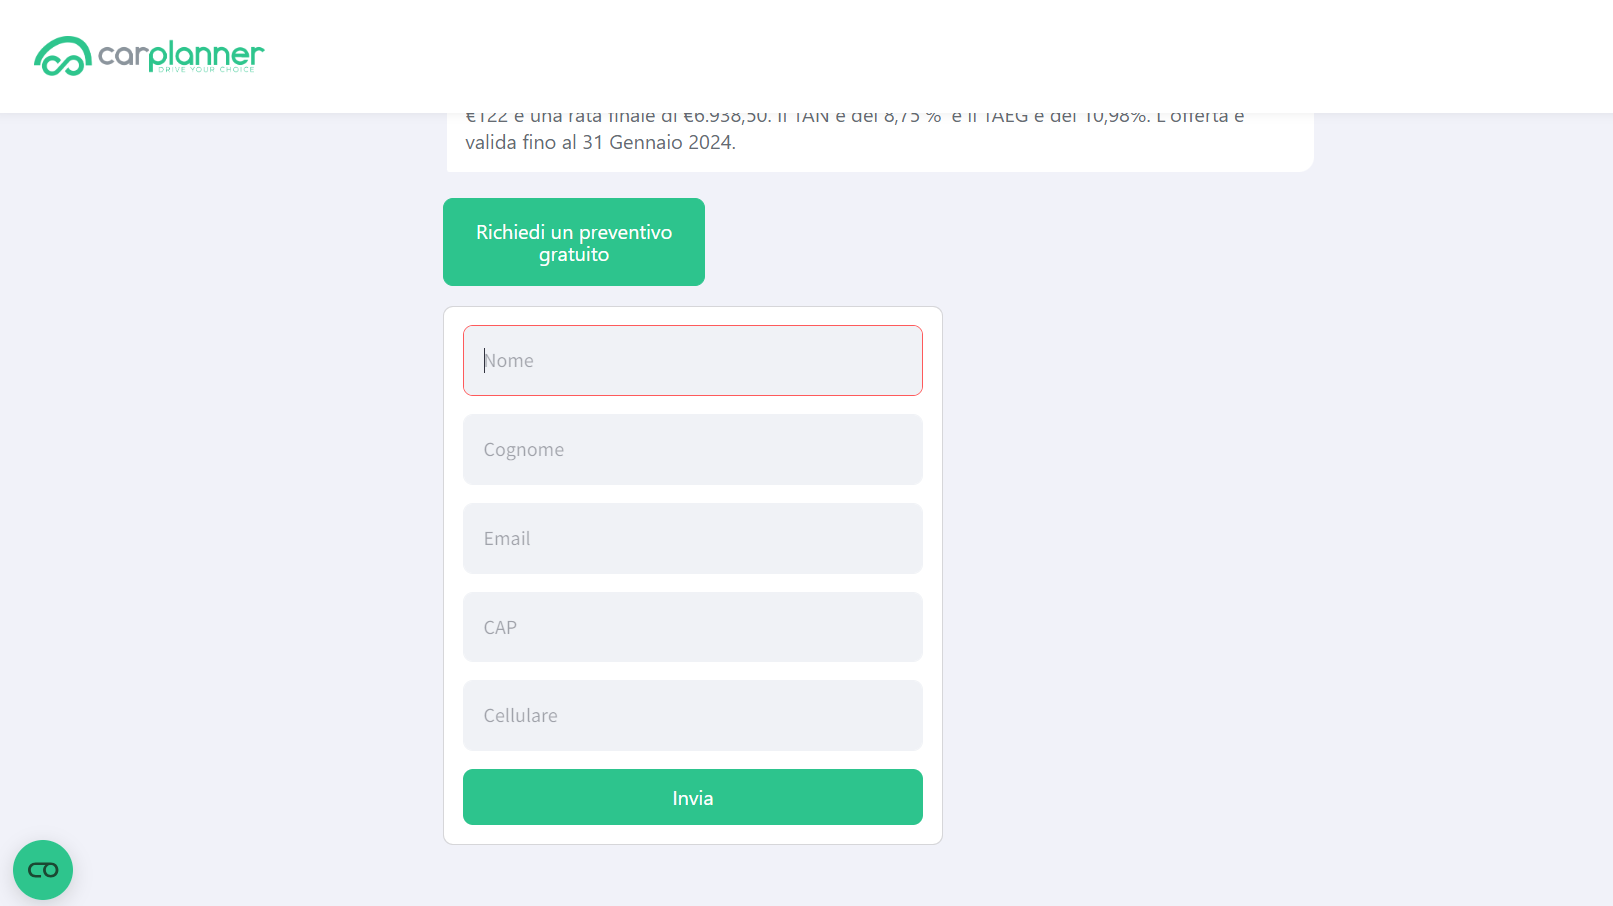 carplanner
DRIVE YOUR CHOICE
€122 e una rata finale di €6.938,50. Il TAN è del 8,75 % e il TAEG è del 10,98%. L'offerta è
valida fino al 31 Gennaio 2024.
Richiedi un preventivo
gratuito
Nome
Cognome
Email
CAP
Cellulare
Invia